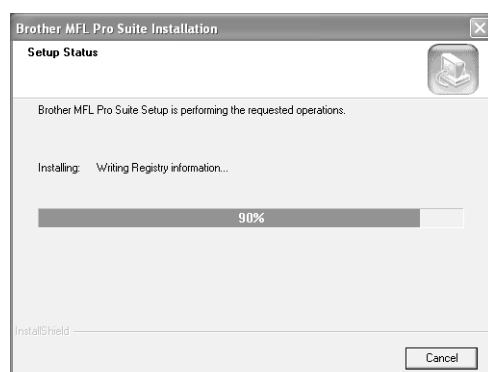 Brother MFL Pro Suite Installation
Setup Status
Brother MFL Pro Suite Setup is performing the requested operations.
Installing: Writing Registry information...
90%
InstallShield
Cancel